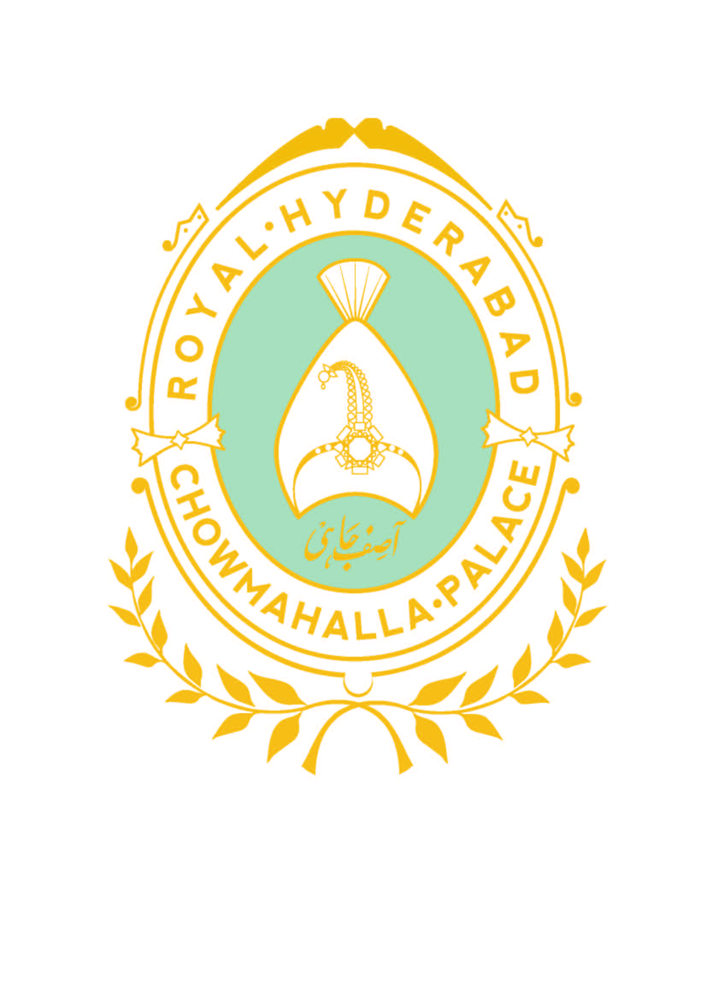 ROYAL•HYDERABAD
آصف جاہی
CHOWMAHALLA•PALACE